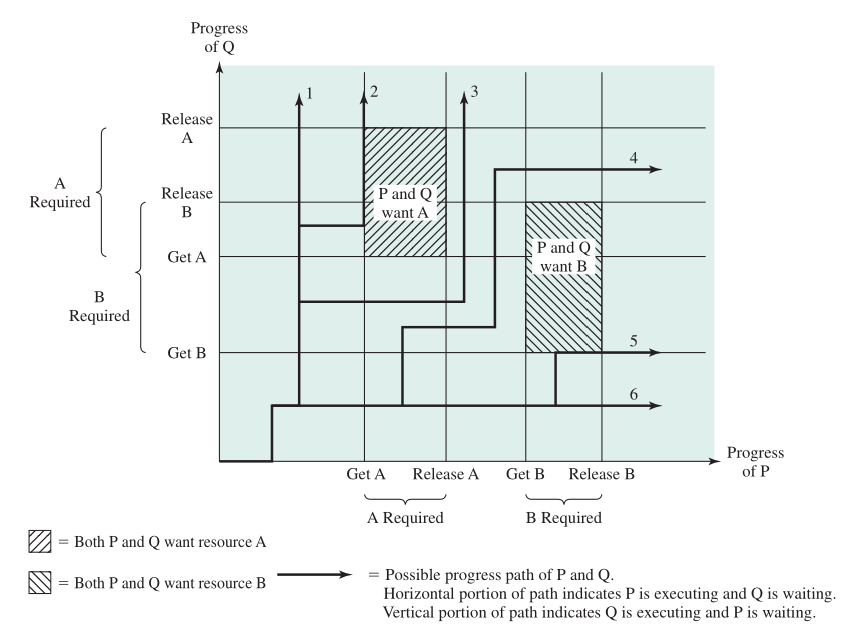 Progress
of Q
1
2
3
Release
A
4
A
Required
Release
B
P and Q
want A
Get A
P and Q
want B
B
Required
Get B
5
6
Progress
of P
Get A
Release A
Get B
Release B
A Required
B Required
= Both P and Q want resource A
= Both P and Q want resource B
= Possible progress path of P and Q.
Horizontal portion of path indicates P is executing and Q is waiting.
Vertical portion of path indicates Q is executing and P is waiting.